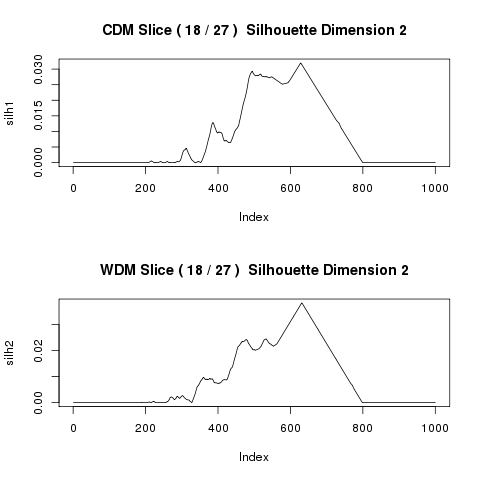 CDM Slice ( 18 / 27 )  Silhouette Dimension 2
silh1
0.030
0.015
0.000
0 200 400 600 800 1000
Index
WDM Slice ( 18 / 27 )  Silhouette Dimension 2
silh2
0.02
0.00
0 200 400 600 800 1000
Index